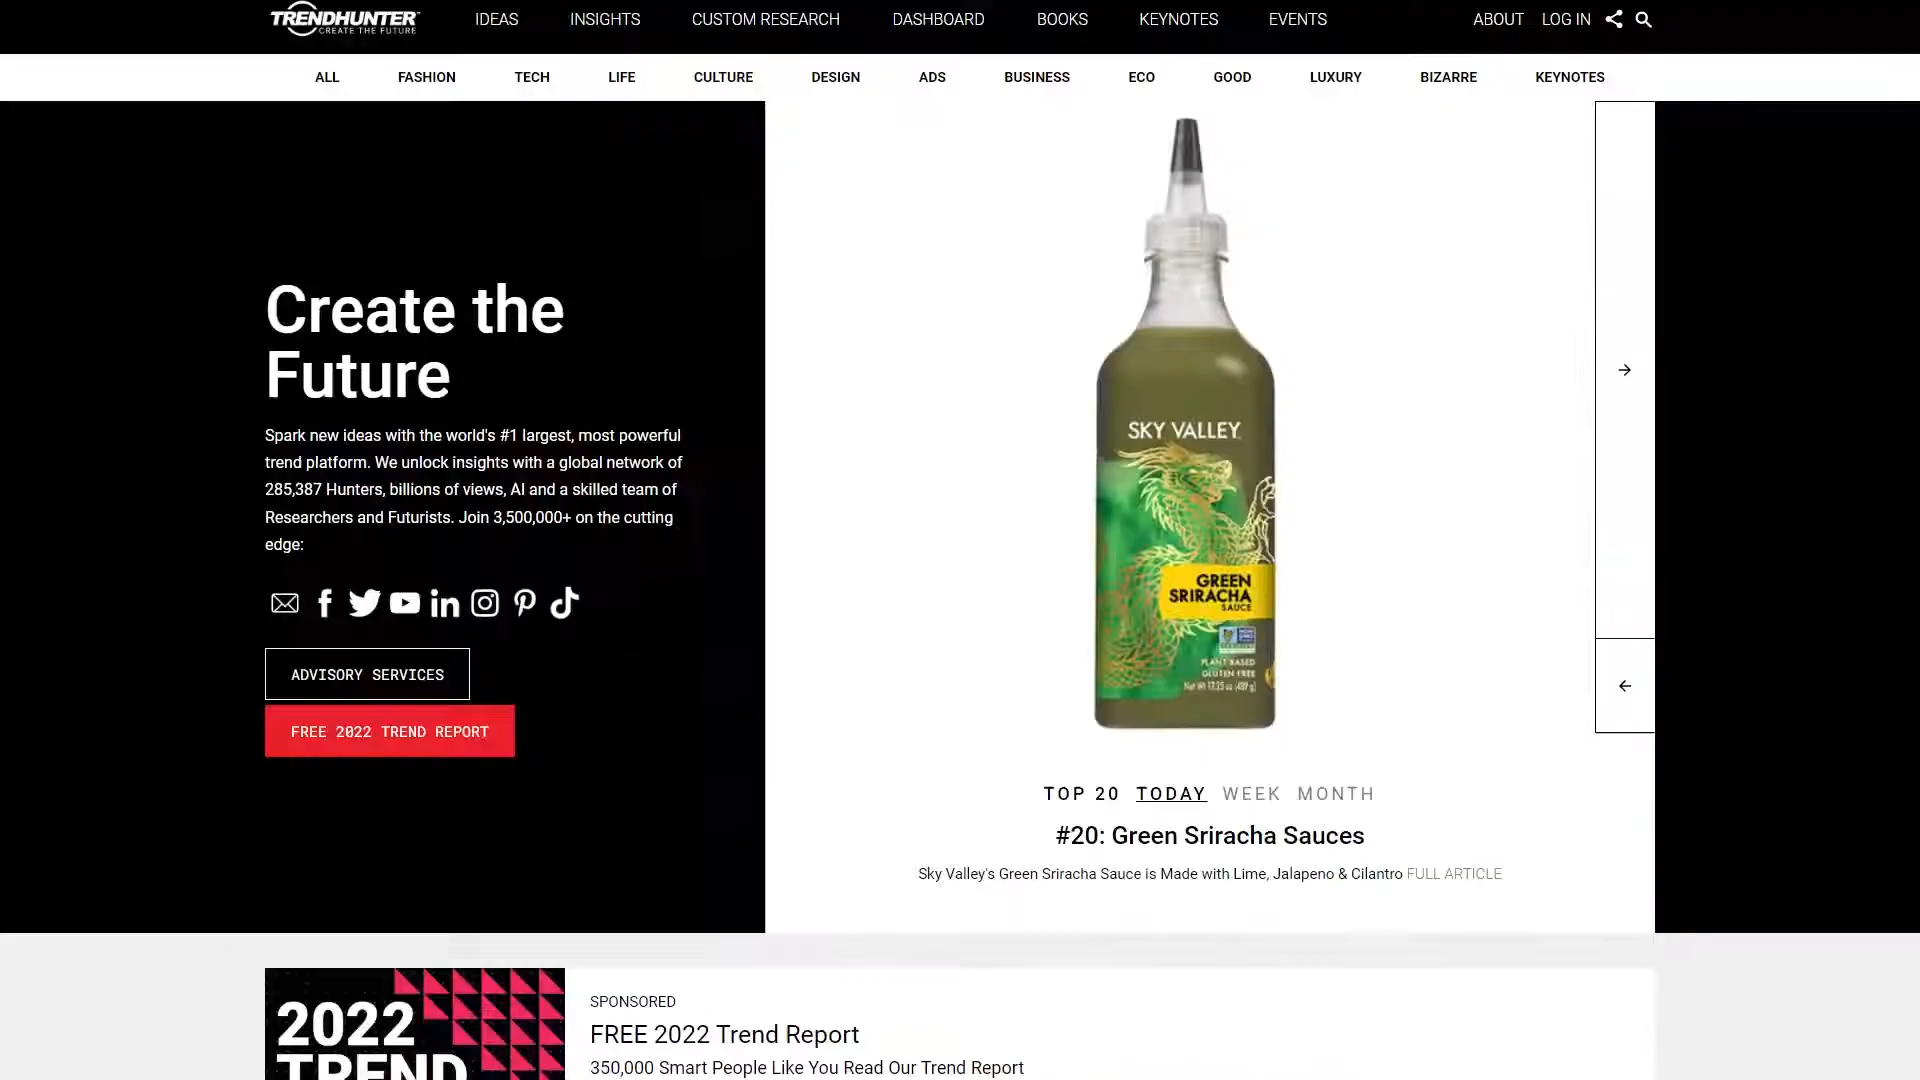 TRENDHUNTER
CREATE THE FUTURE
IDEAS INSIGHTS CUSTOM RESEARCH DASHBOARD BOOKS KEYNOTES EVENTS ABOUT LOG IN
ALL FASHION TECH LIFE CULTURE DESIGN ADS BUSINESS ECO GOOD LUXURY BIZARRE KEYNOTES
Create the
Future
Spark new ideas with the world's #1 largest, most powerful
trend platform. We unlock insights with a global network of
285,387 Hunters, billions of views, AI and a skilled team of
Researchers and Futurists. Join 3,500,000+ on the cutting
edge:
ADVISORY SERVICES
FREE 2022 TREND REPORT
SKY VALLEY
GREEN
SRIRACHA
SAUCE
PLANT BASED
GLUTEN FREE
Net Wt 17.25 oz (489 g)
TOP 20 TODAY WEEK MONTH
#20: Green Sriracha Sauces
Sky Valley's Green Sriracha Sauce is Made with Lime, Jalapeno & Cilantro FULL ARTICLE
2022
TREND
SPONSORED
FREE 2022 Trend Report
350,000 Smart People Like You Read Our Trend Report